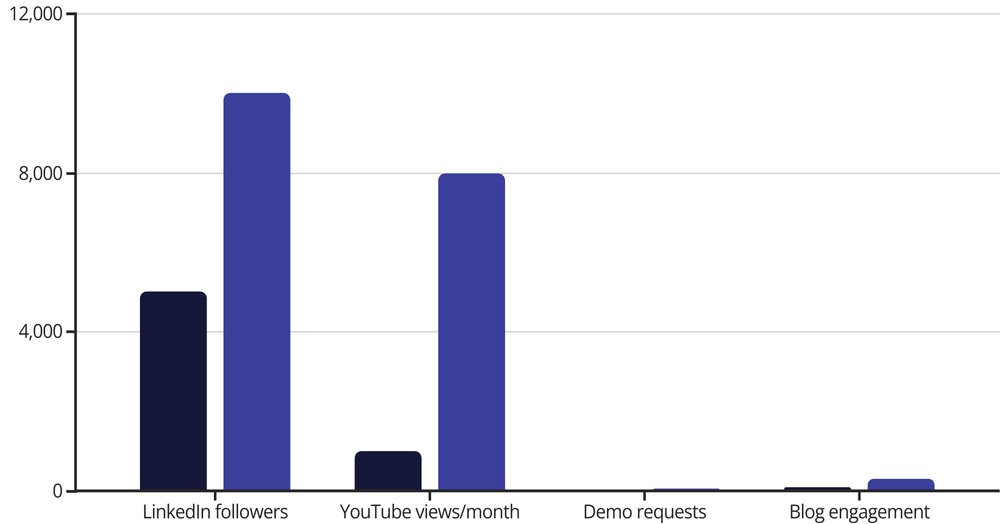 12,000
8,000
4,000
0
LinkedIn followers
YouTube views/month
Demo requests
Blog engagement